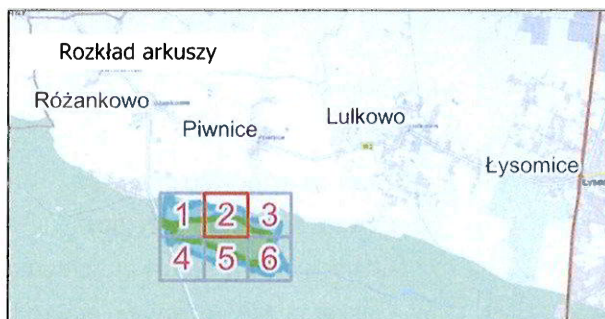 Rozkład arkuszy
Różankowo
Piwnice
Lulkowo
Łysomice
1 2 3
4 5 6